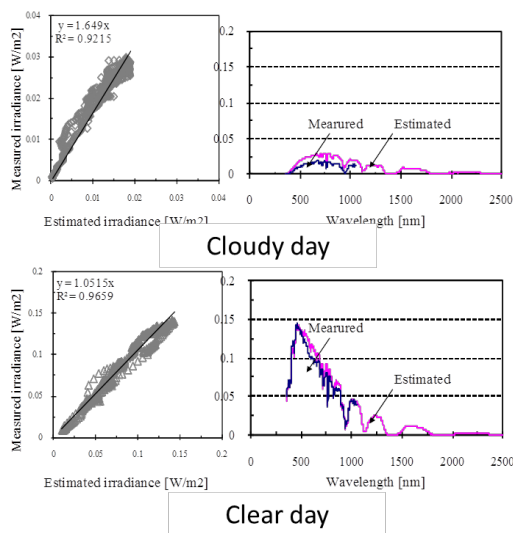 y = 1.649x
R² = 0.9215
Measured irradiance [W/m2]
0.04
0.03
0.02
0.01
0
0
0.01
0.02
0.03
0.04
Estimated irradiance [W/m2]
0.2
0.15
0.1
0.05
0
Mearured
Estimated
0
500
1000
1500
2000
2500
Wavelength [nm]
Cloudy day
y = 1.0515x
R² = 0.9659
Measured irradiance [W/m2]
0.2
0.15
0.1
0.05
0
0
0.05
0.1
0.15
0.2
Estimated irradiance [W/m2]
0.2
0.15
0.1
0.05
0
Mearured
Estimated
0
500
1000
1500
2000
2500
Wavelength [nm]
Clear day